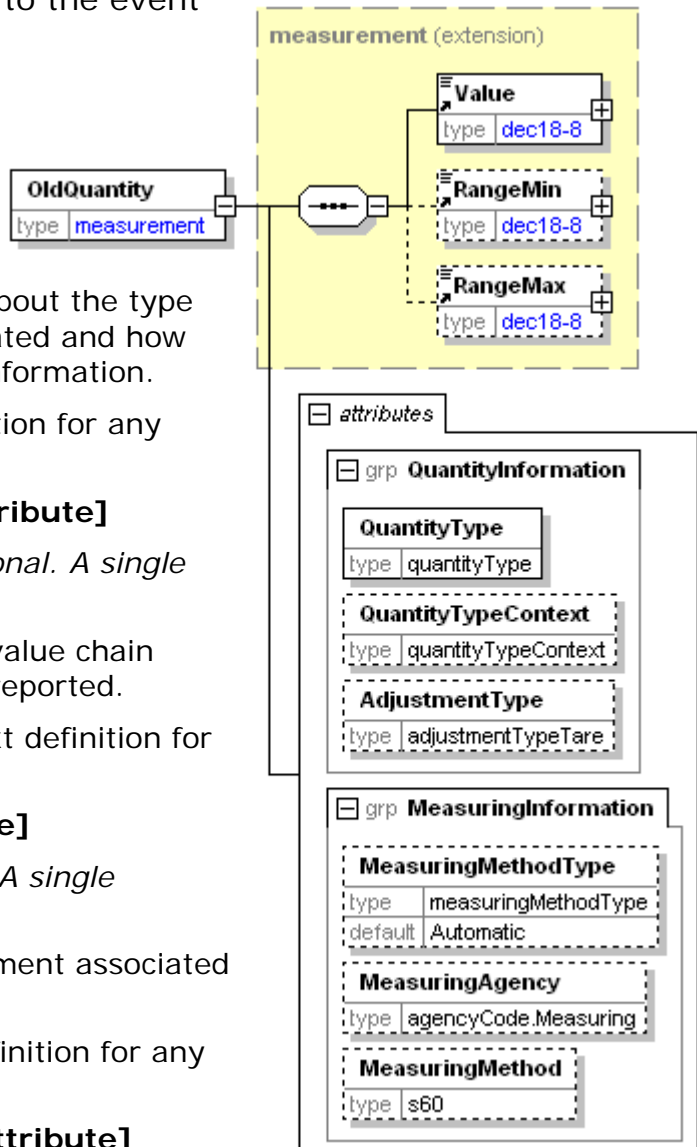 to the event
measurement (extension)
Value
type dec18-8
OldQuantity
type measurement
RangeMin
type dec18-8
RangeMax
type dec18-8
bout the type
ated and how
formation.
tion for any
ribute]
onal. A single
value chain
reported.
t definition for
e]
A single
ment associated
inition for any
ttribute]
attributes
grp QuantityInformation
QuantityType
type quantityType
QuantityTypeContext
type quantityTypeContext
AdjustmentType
type adjustmentTypeTare
grp MeasuringInformation
MeasuringMethodType
type measuringMethodType
default Automatic
MeasuringAgency
type agencyCode.Measuring
MeasuringMethod
type s60